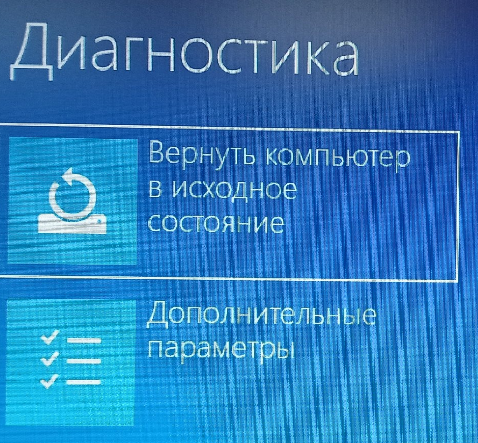 Диагностика
Вернуть компьютер
в исходное
состояние
Дополнительные
параметры